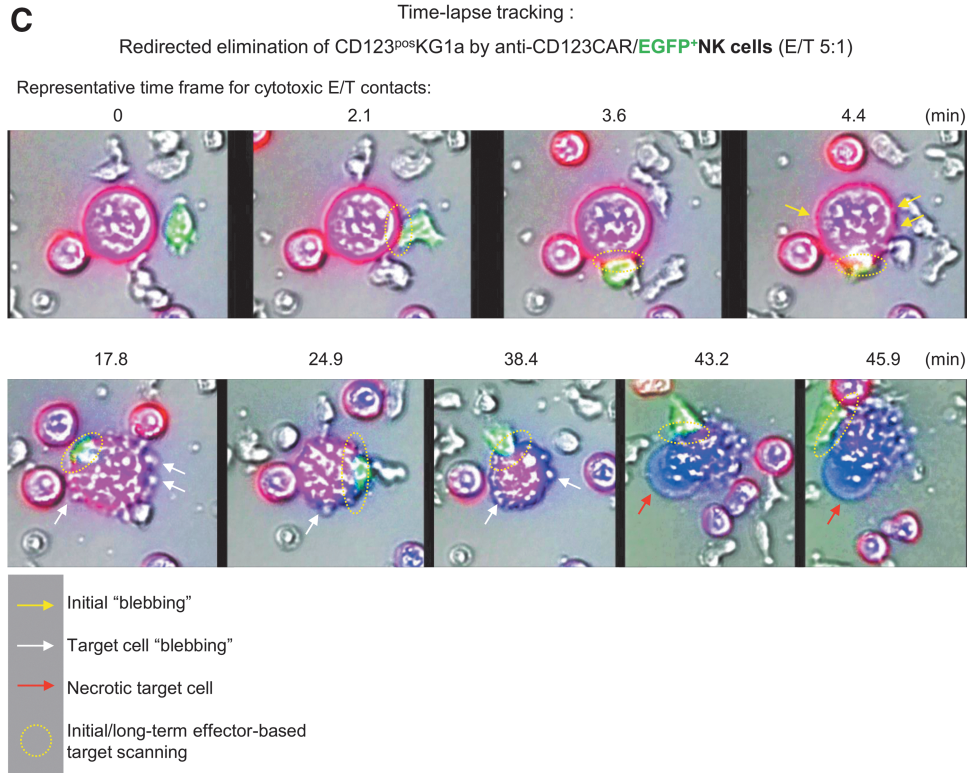 C
Time-lapse tracking :
Redirected elimination of CD123posKG1a by anti-CD123CAR/EGFP+NK cells (E/T 5:1)
Representative time frame for cytotoxic E/T contacts:
0 2.1 3.6 4.4 (min)
17.8 24.9 38.4 43.2 45.9 (min)
Initial “blebbing”
Target cell “blebbing”
Necrotic target cell
Initial/long-term effector-based
target scanning